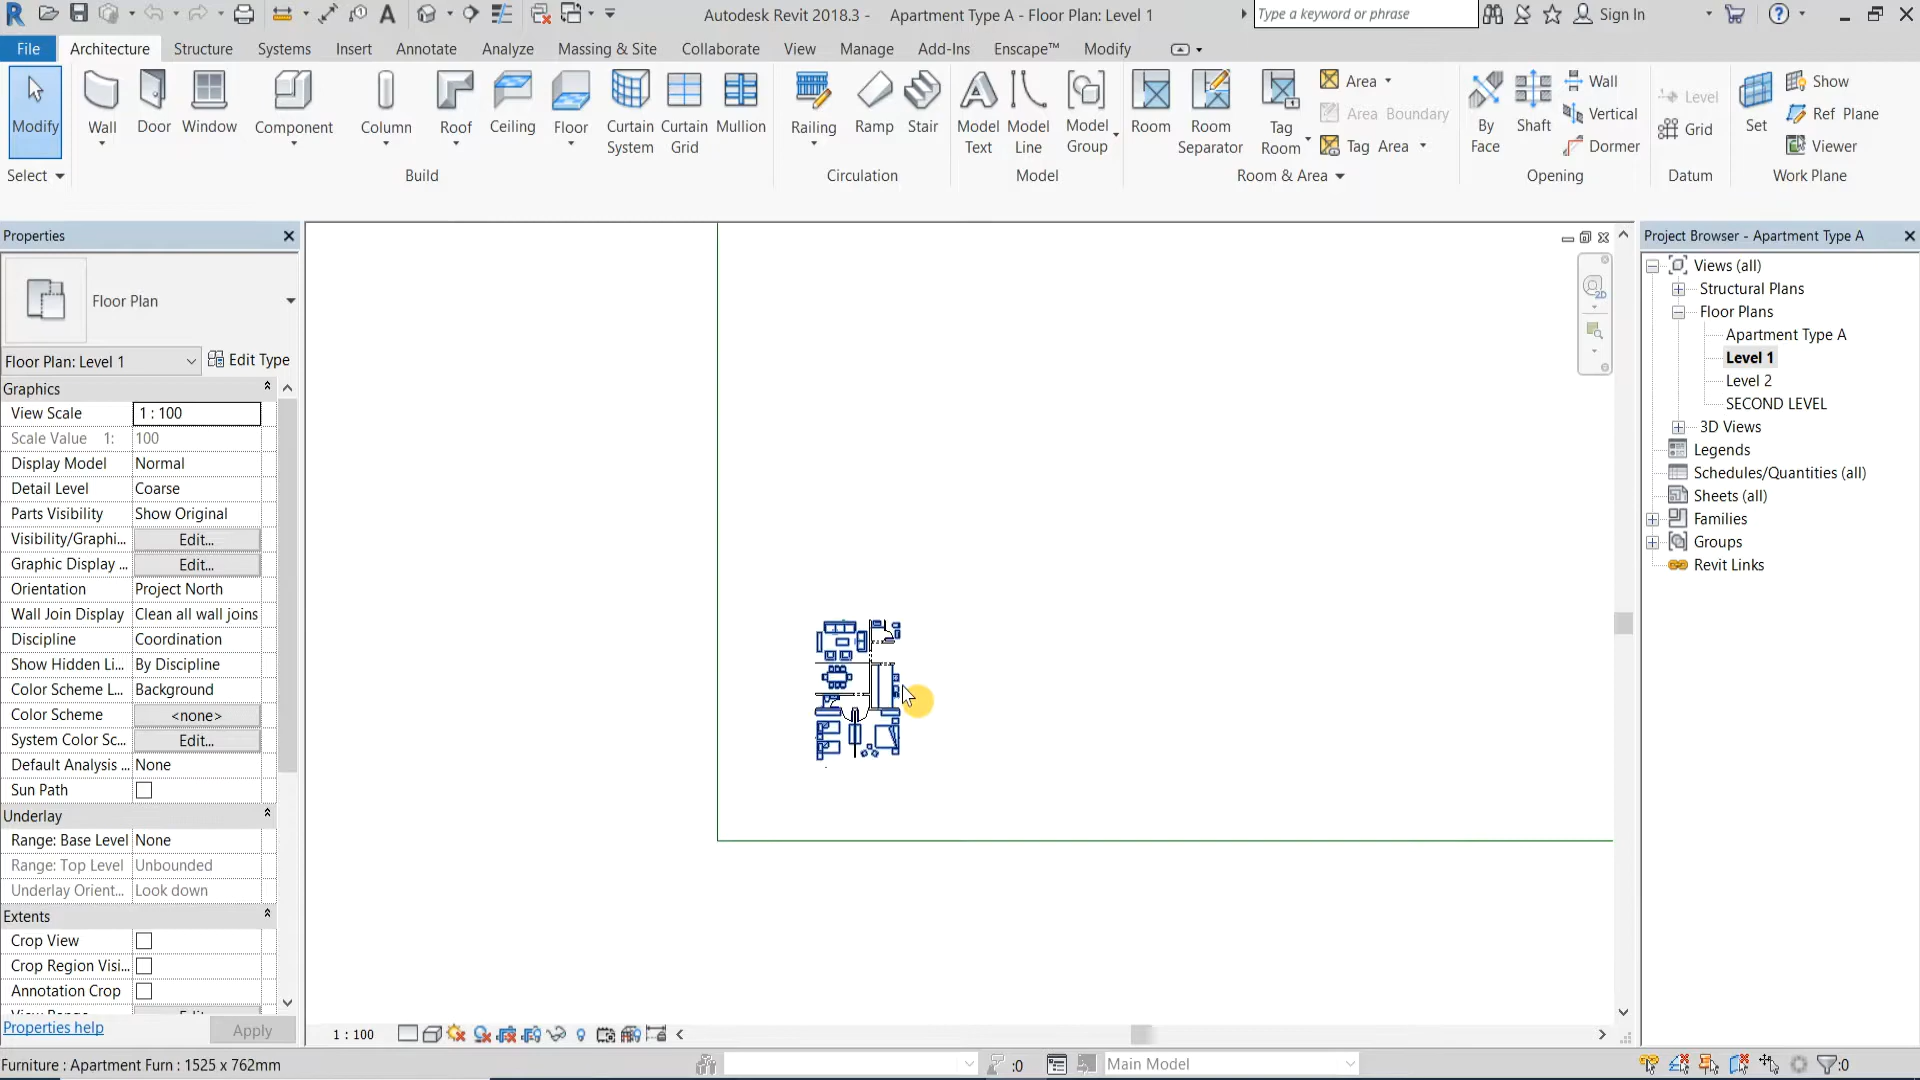 Autodesk Revit 2018.3 - Apartment Type A - Floor Plan: Level 1
Type a keyword or phrase
Sign In
File Architecture Structure Systems Insert Annotate Analyze Massing & Site Collaborate View Manage Add-Ins Enscape™ Modify
Modify
Wall
Door
Window
Component
Column
Roof
Ceiling
Floor
Curtain System
Curtain Grid
Mullion
Railing
Ramp
Stair
Model Text
Model Line
Model Group
Room
Room Separator
Tag Room
Area
Area Boundary
Tag Area
By Face
Shaft
Wall
Vertical
Dormer
Level
Grid
Set
Show
Ref Plane
Viewer
Select Build Circulation Model Room & Area Opening Datum Work Plane
Properties
Floor Plan
Floor Plan: Level 1 Edit Type
Graphics
View Scale 1 : 100
Scale Value 1: 100
Display Model Normal
Detail Level Coarse
Parts Visibility Show Original
Visibility/Graphi... Edit...
Graphic Display ... Edit...
Orientation Project North
Wall Join Display Clean all wall joins
Discipline Coordination
Show Hidden Li... By Discipline
Color Scheme L... Background
Color Scheme <none>
System Color Sc... Edit...
Default Analysis ... None
Sun Path
Underlay
Range: Base Level None
Range: Top Level Unbounded
Underlay Orient... Look down
Extents
Crop View
Crop Region Visi...
Annotation Crop
Properties help Apply
2D
Project Browser - Apartment Type A
Views (all)
Structural Plans
Floor Plans
Apartment Type A
Level 1
Level 2
SECOND LEVEL
3D Views
Legends
Schedules/Quantities (all)
Sheets (all)
Families
Groups
Revit Links
1 : 100
Furniture : Apartment Furn : 1525 x 762mm
:0
Main Model
:0